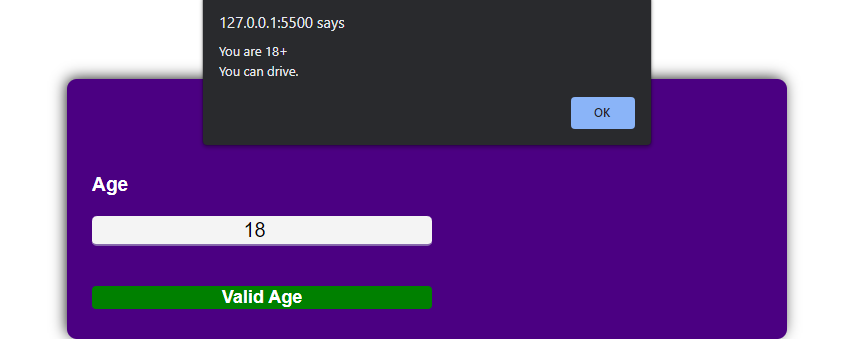 127.0.0.1:5500 says
You are 18+
You can drive.
OK
Age
18
Valid Age